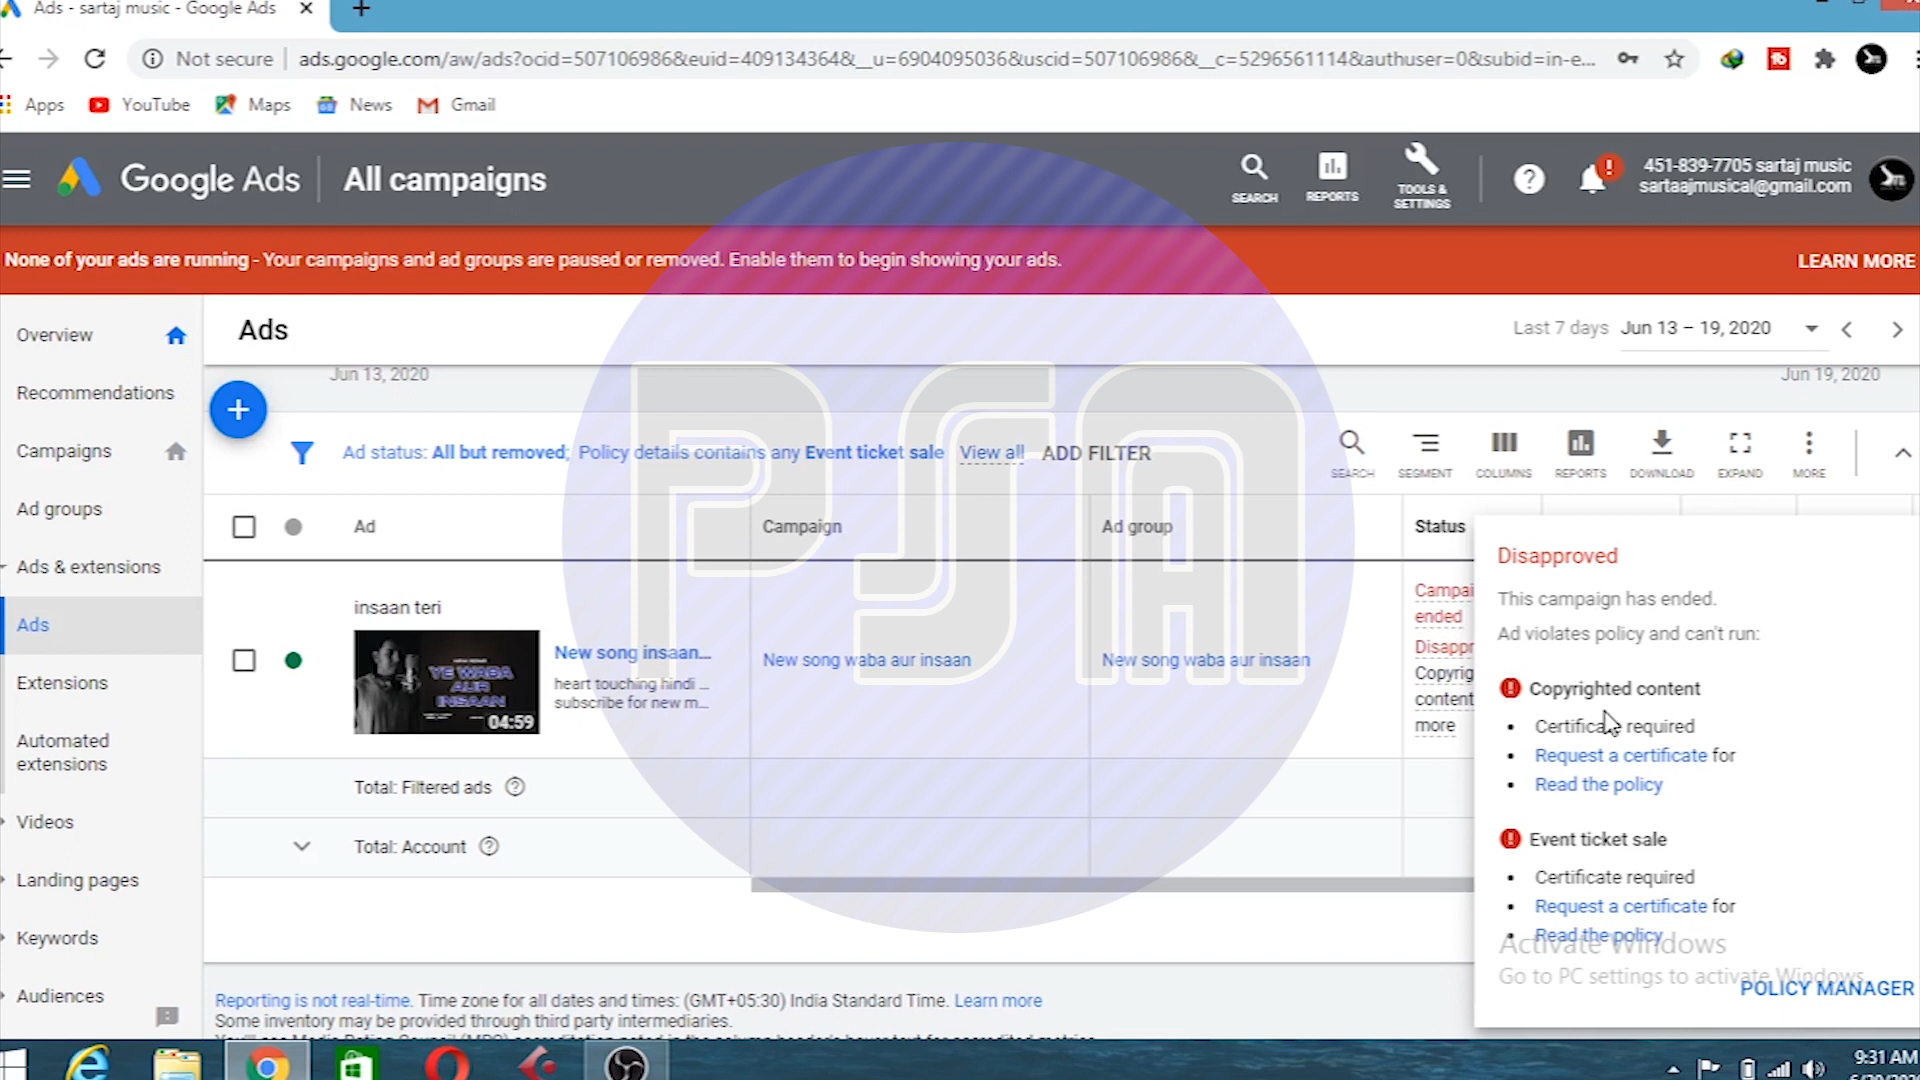 Ads - sartaj music - Google Ads
Not secure
ads.google.com/aw/ads?ocid=507106986&euid=409134364&__u=6904095036&uscid=507106986&__c=5296561114&authuser=0&subid=in-e...
Apps YouTube Maps News Gmail
Google Ads All campaigns
SEARCH REPORTS TOOLS & SETTINGS
451-839-7705 sartaj music
sartaajmusical@gmail.com
None of your ads are running - Your campaigns and ad groups are paused or removed. Enable them to begin showing your ads. LEARN MORE
Overview
Recommendations
Campaigns
Ad groups
Ads & extensions
Ads
Extensions
Automated
extensions
Videos
Landing pages
Keywords
Audiences
Ads
Last 7 days Jun 13 – 19, 2020
Jun 13, 2020 Jun 19, 2020
Ad status: All but removed; Policy details contains any Event ticket sale View all ADD FILTER
SEARCH SEGMENT COLUMNS REPORTS DOWNLOAD EXPAND MORE
PSA
Ad Campaign Ad group Status
insaan teri
YE WABA
AUR
INSAAN
04:59
New song insaan...
heart touching hindi ...
subscribe for new m...
New song waba aur insaan
New song waba aur insaan
Campai
ended
Disappr
Copyrig
content
more
Total: Filtered ads
Total: Account
Disapproved
This campaign has ended.
Ad violates policy and can't run:
Copyrighted content
• Certificate required
• Request a certificate for
• Read the policy
Event ticket sale
• Certificate required
• Request a certificate for
• Read the policy
Activate Windows
Go to PC settings to activate Windows.
POLICY MANAGER
Reporting is not real-time. Time zone for all dates and times: (GMT+05:30) India Standard Time. Learn more
Some inventory may be provided through third party intermediaries.
9:31 AM